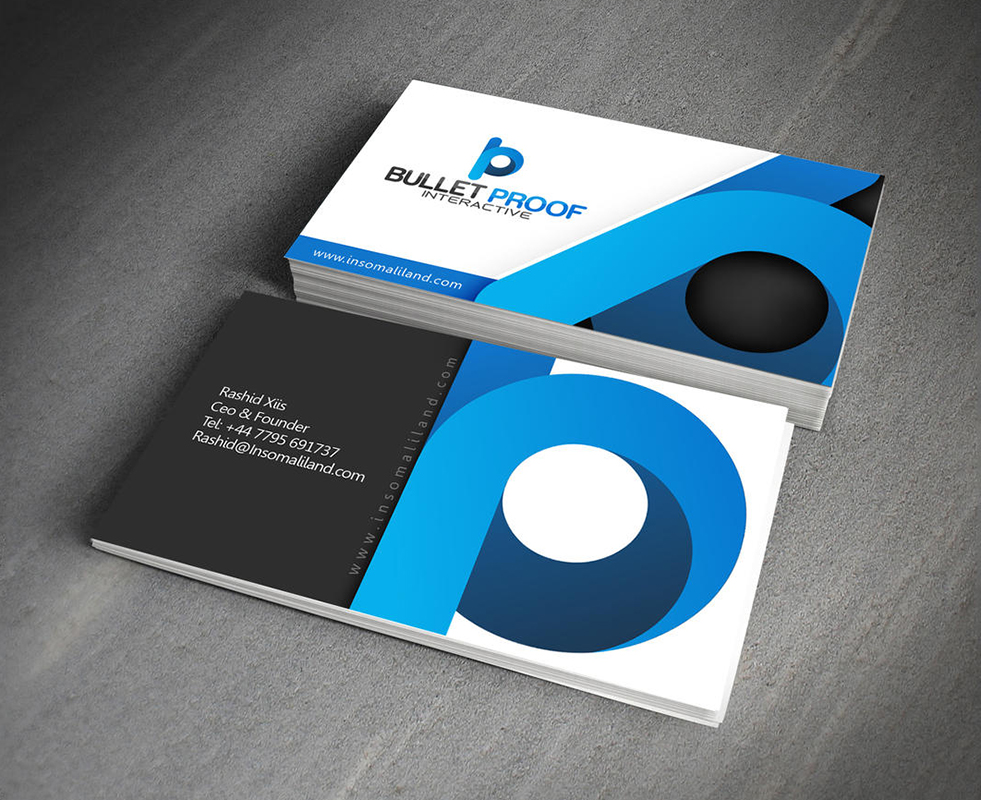 BULLET PROOF
INTERACTIVE
www.insomaliland.com
Rashid Xiis
Ceo & Founder
Tel: +44 7795 691737
Rashid@Insomaliland.com
www.insomaliland.com